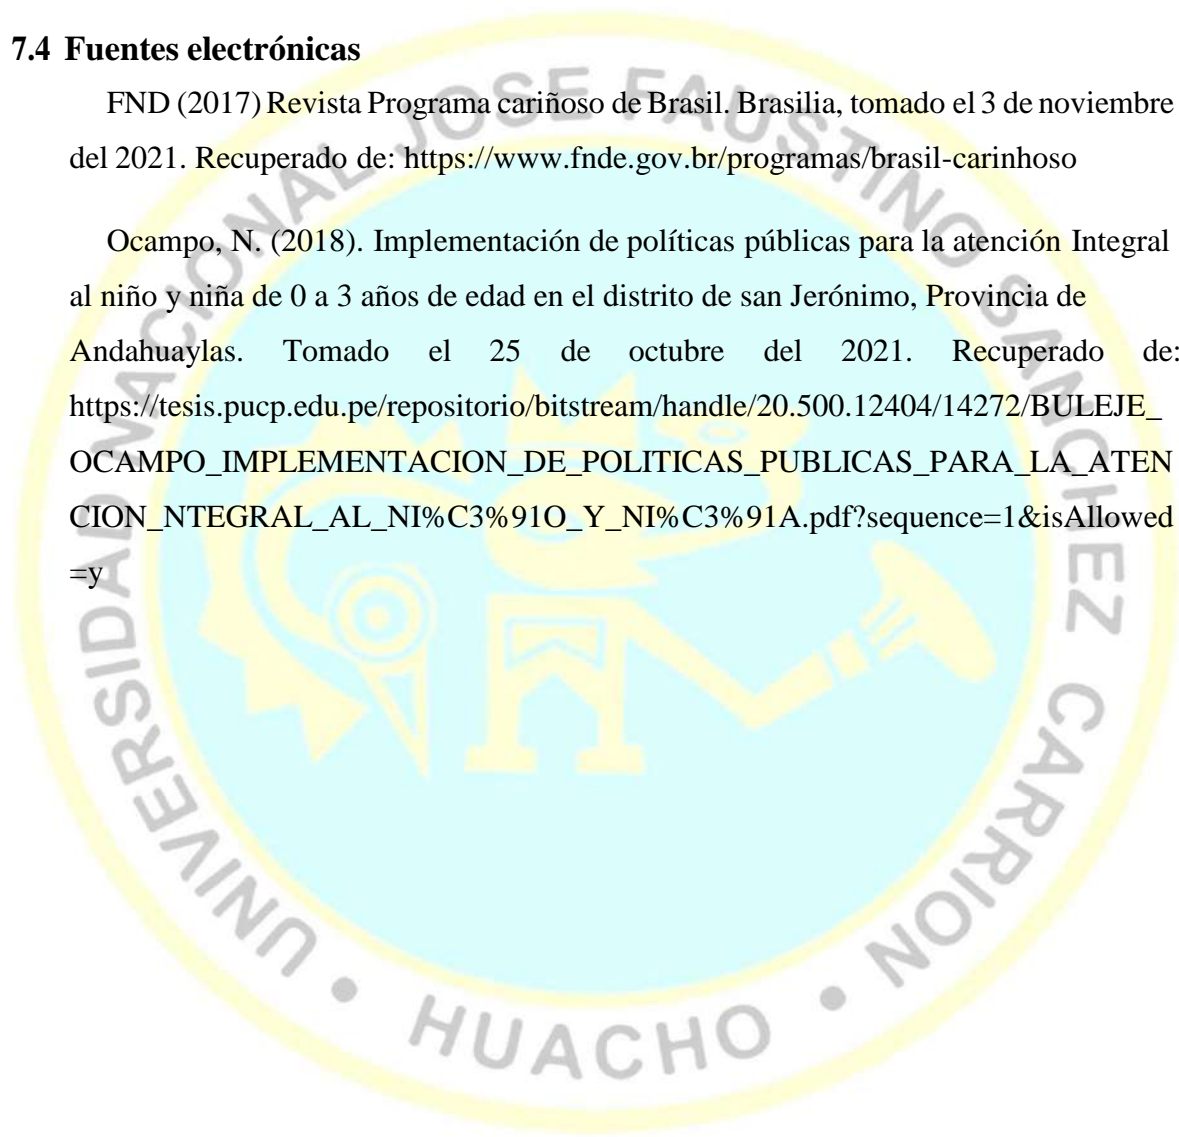 7.4 Fuentes electrónicas
FND (2017) Revista Programa cariñoso de Brasil. Brasilia, tomado el 3 de noviembre
del 2021. Recuperado de: https://www.fnde.gov.br/programas/brasil-carinhoso
Ocampo, N. (2018). Implementación de políticas públicas para la atención Integral
al niño y niña de 0 a 3 años de edad en el distrito de san Jerónimo, Provincia de
Andahuaylas. Tomado el 25 de octubre del 2021. Recuperado de:
https://tesis.pucp.edu.pe/repositorio/bitstream/handle/20.500.12404/14272/BULEJE_
OCAMPO_IMPLEMENTACION_DE_POLITICAS_PUBLICAS_PARA_LA_ATEN
CION_NTEGRAL_AL_NI%C3%91O_Y_NI%C3%91A.pdf?sequence=1&isAllowed
=y
UNIVERSIDAD NACIONAL JOSE FAUSTINO SANCHEZ CARRION • HUACHO •